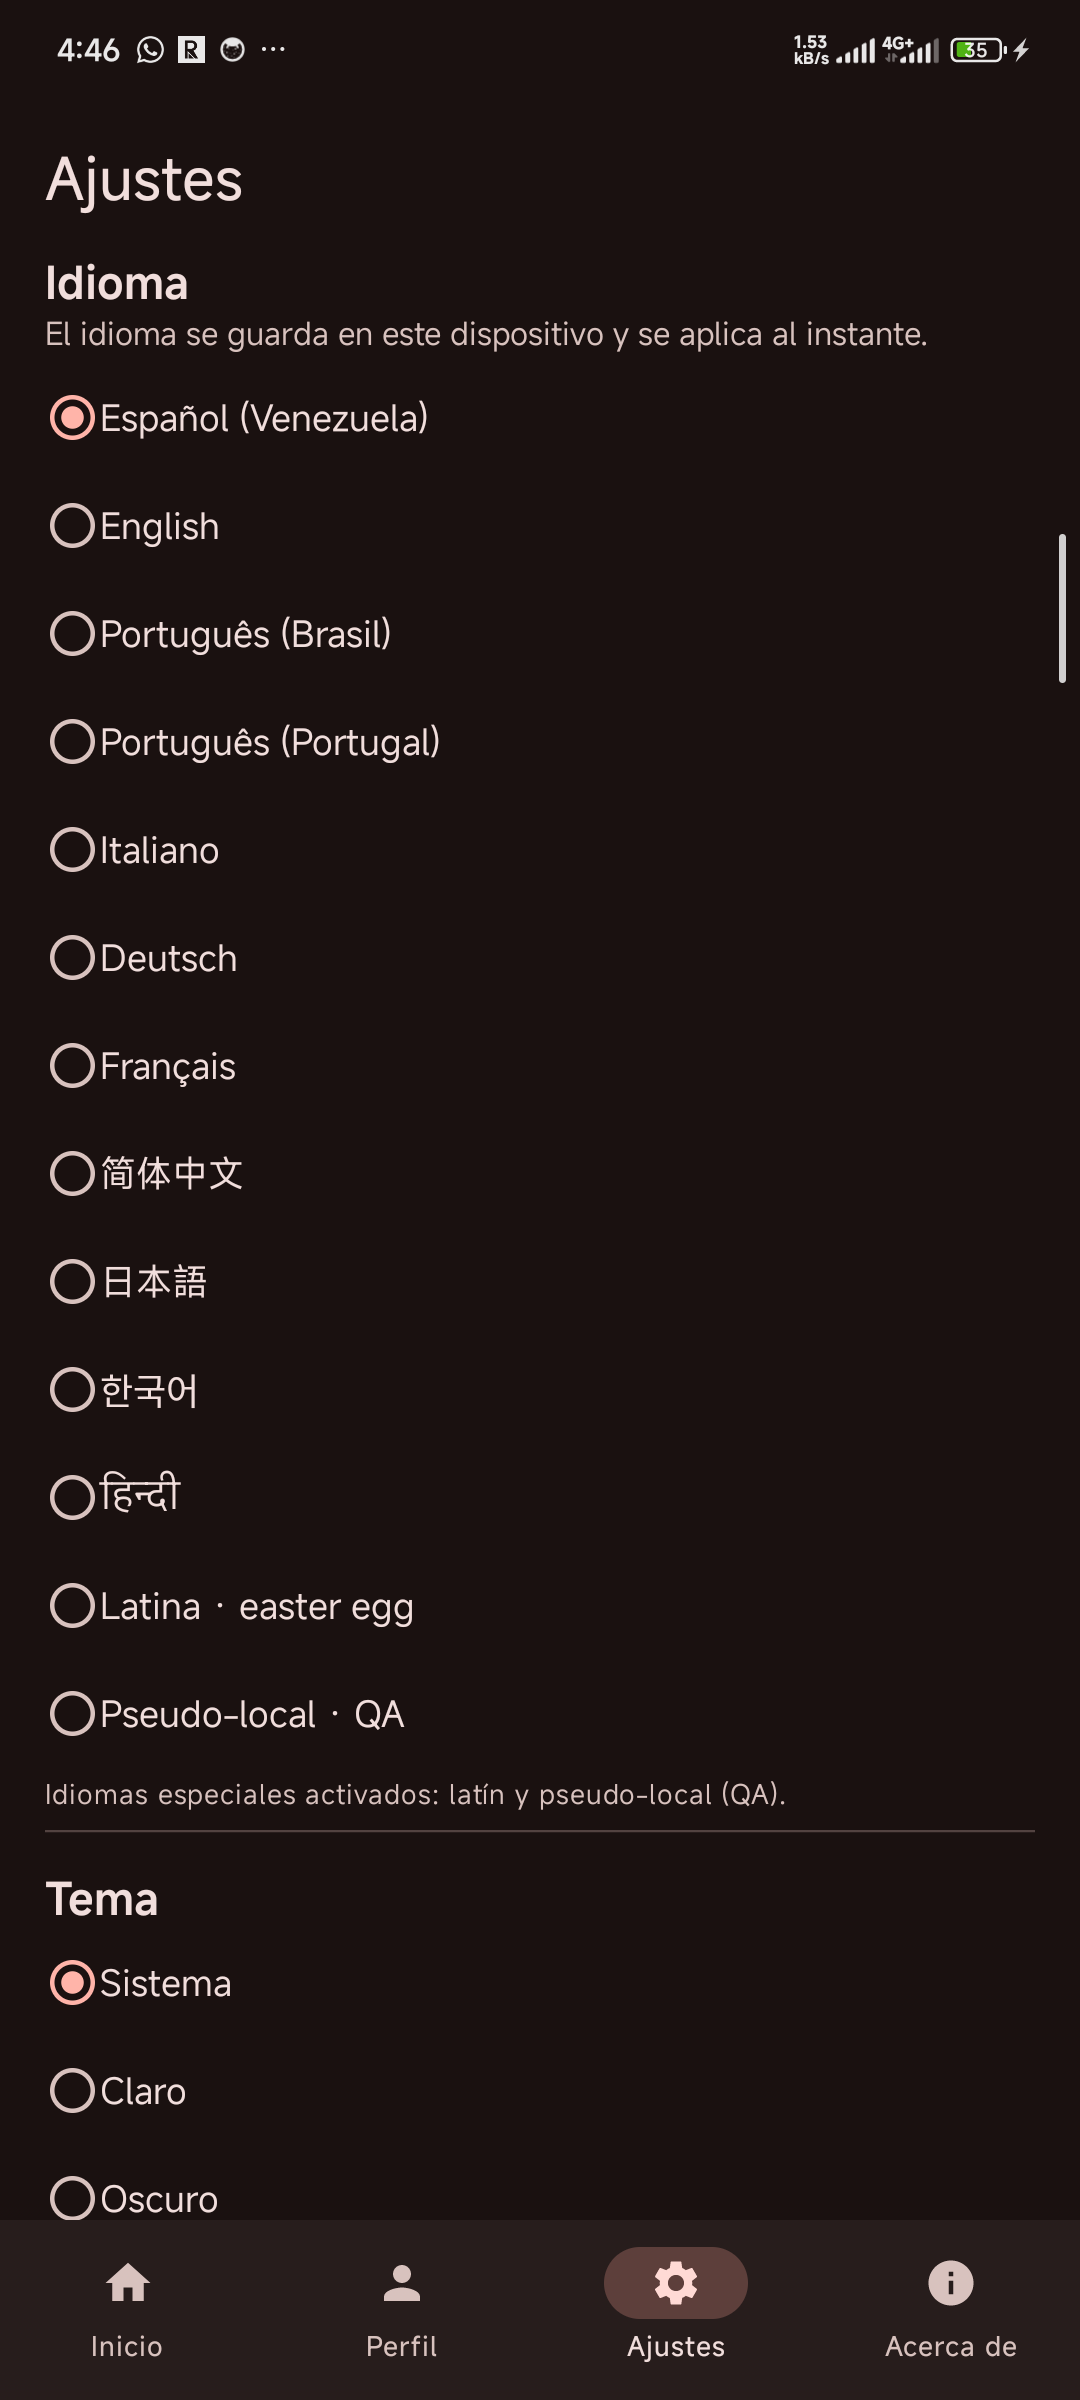 4:46
1.53
kB/s
4G+
35
Ajustes
Idioma
El idioma se guarda en este dispositivo y se aplica al instante.
Español (Venezuela)
English
Português (Brasil)
Português (Portugal)
Italiano
Deutsch
Français
简体中文
日本語
한국어
हिन्दी
Latina · easter egg
Pseudo-local · QA
Idiomas especiales activados: latín y pseudo-local (QA).
Tema
Sistema
Claro
Oscuro
Inicio
Perfil
Ajustes
Acerca de